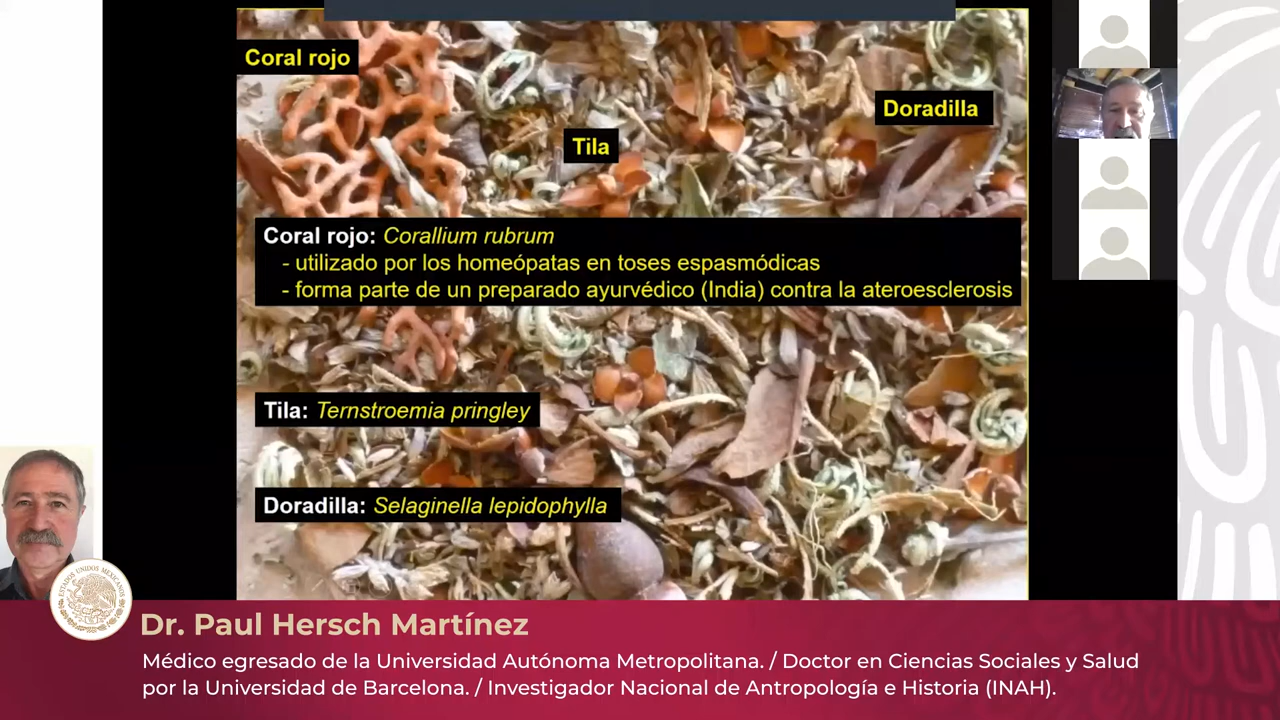 Coral rojo
Doradilla
Tila
Coral rojo: Corallium rubrum
- utilizado por los homeópatas en toses espasmódicas
- forma parte de un preparado ayurvédico (India) contra la ateroesclerosis
Tila: Ternstroemia pringley
Doradilla: Selaginella lepidophylla
ESTADOS UNIDOS MEXICANOS
Dr. Paul Hersch Martínez
Médico egresado de la Universidad Autónoma Metropolitana. / Doctor en Ciencias Sociales y Salud
por la Universidad de Barcelona. / Investigador Nacional de Antropología e Historia (INAH).